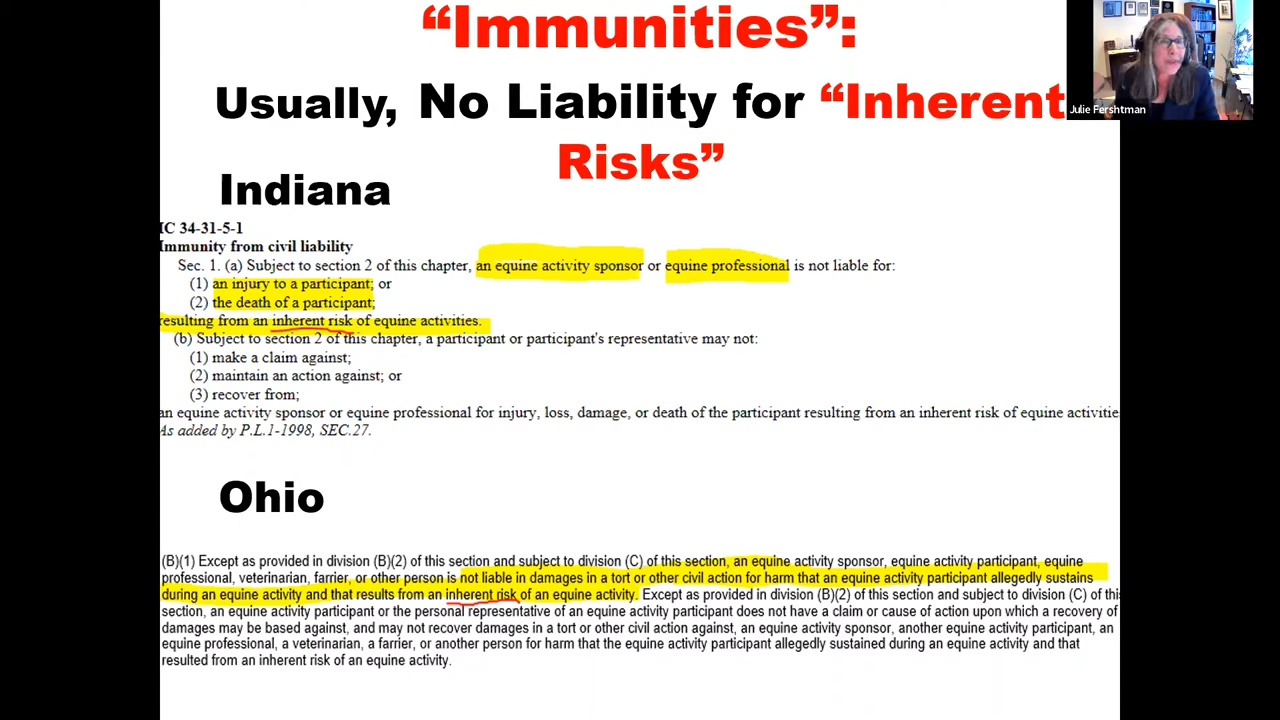 “Immunities”:
Usually, No Liability for “Inherent
Risks”
Julie Fershtman
Indiana
IC 34-31-5-1
Immunity from civil liability
Sec. 1. (a) Subject to section 2 of this chapter, an equine activity sponsor or equine professional is not liable for:
(1) an injury to a participant; or
(2) the death of a participant;
resulting from an inherent risk of equine activities.
(b) Subject to section 2 of this chapter, a participant or participant's representative may not:
(1) make a claim against;
(2) maintain an action against; or
(3) recover from;
an equine activity sponsor or equine professional for injury, loss, damage, or death of the participant resulting from an inherent risk of equine activitie
As added by P.L.1-1998, SEC.27.
Ohio
(B)(1) Except as provided in division (B)(2) of this section and subject to division (C) of this section, an equine activity sponsor, equine activity participant, equine
professional, veterinarian, farrier, or other person is not liable in damages in a tort or other civil action for harm that an equine activity participant allegedly sustains
during an equine activity and that results from an inherent risk of an equine activity. Except as provided in division (B)(2) of this section and subject to division (C) of this
section, an equine activity participant or the personal representative of an equine activity participant does not have a claim or cause of action upon which a recovery of
damages may be based against, and may not recover damages in a tort or other civil action against, an equine activity sponsor, another equine activity participant, an
equine professional, a veterinarian, a farrier, or another person for harm that the equine activity participant allegedly sustained during an equine activity and that
resulted from an inherent risk of an equine activity.